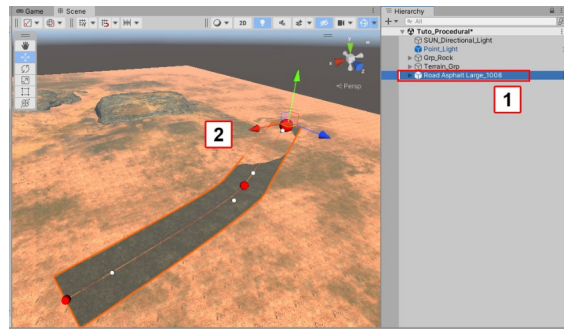 Game
Scene
Hierarchy
2D
All
Tuto_Procedural*
SUN_Directional_Light
Point_Light
Grp_Rock
Terrain_Grp
Road Asphalt Large_1008
y
x
z
Persp
1
2